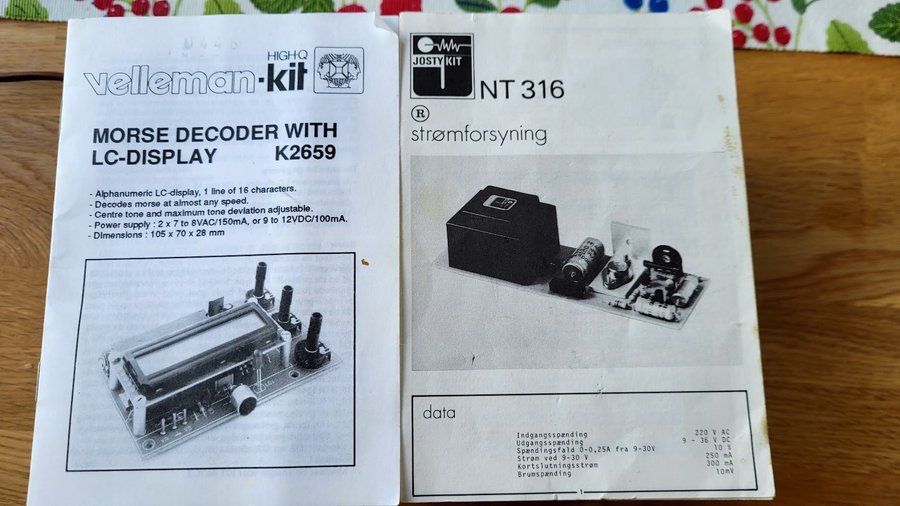 HIGH-Q
velleman-kit
MORSE DECODER WITH
LC-DISPLAY K2659
- Alphanumeric LC-display, 1 line of 16 characters.
- Decodes morse at almost any speed.
- Centre tone and maximum tone deviation adjustable.
- Power supply : 2 x 7 to 8VAC/150mA, or 9 to 12VDC/100mA.
- Dimensions : 105 x 70 x 28 mm
JOSTY KIT
NT 316
®
strømforsyning
data
Indgangsspænding 220 V AC
Udgangsspænding 9 - 36 V DC
Spændingsfald 0-0,25A fra 9-30V 10 %
Strøm ved 9-30 V 250 mA
Kortslutningsstrøm 300 mA
Brumspænding 10mV
1